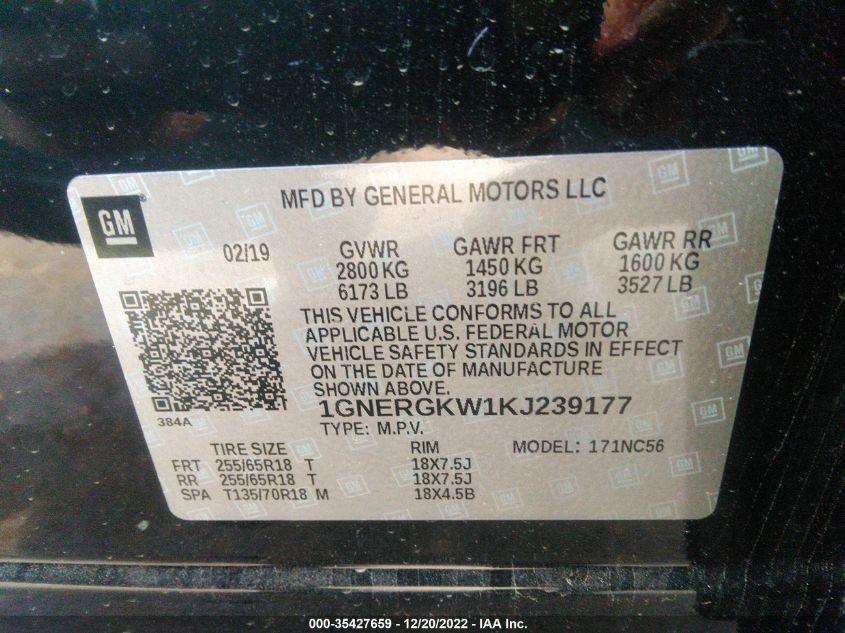 MFD BY GENERAL MOTORS LLC
GM
02/19 GVWR GAWR FRT GAWR RR
2800 KG 1450 KG 1600 KG
6173 LB 3196 LB 3527 LB
THIS VEHICLE CONFORMS TO ALL
APPLICABLE U.S. FEDERAL MOTOR
VEHICLE SAFETY STANDARDS IN EFFECT
ON THE DATE OF MANUFACTURE
SHOWN ABOVE.
384A
1GNERGKW1KJ239177
TYPE: M.P.V.
TIRE SIZE RIM MODEL: 171NC56
FRT 255/65R18 T 18X7.5J
RR 255/65R18 T 18X7.5J
SPA T135/70R18 M 18X4.5B
000-35427659 - 12/20/2022 - IAA Inc.